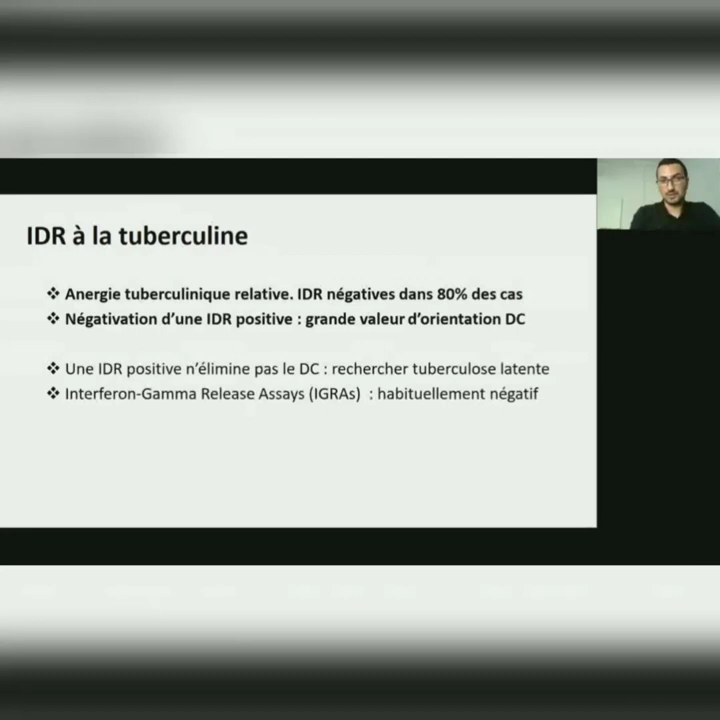 IDR à la tuberculine
❖ Anergie tuberculinique relative. IDR négatives dans 80% des cas
❖ Négativation d’une IDR positive : grande valeur d’orientation DC
❖ Une IDR positive n’élimine pas le DC : rechercher tuberculose latente
❖ Interferon-Gamma Release Assays (IGRAs)  : habituellement négatif